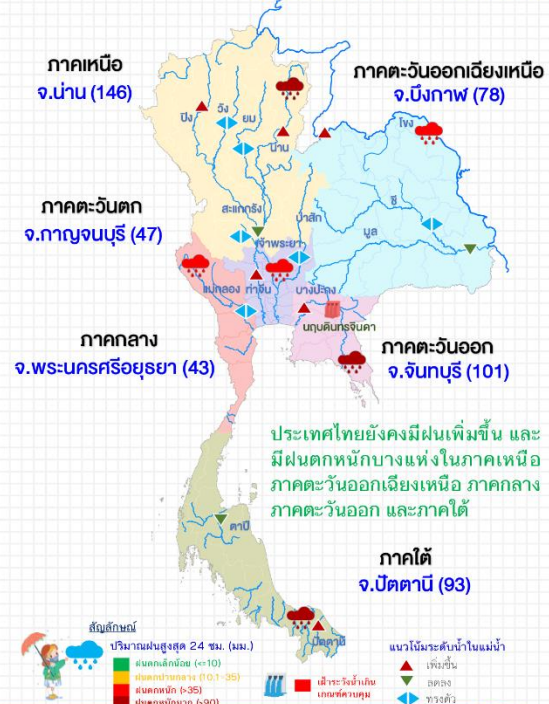 ภาคเหนือ
จ.น่าน (146)
ภาคตะวันออกเฉียงเหนือ
จ.บึงกาฬ (78)
ปิง
วัง
ยม
น่าน
โขง
ชี
มูล
ภาคตะวันตก
จ.กาญจนบุรี (47)
สะแกกรัง
ป่าสัก
เจ้าพระยา
แม่กลอง
ท่าจีน
บางปะกง
นฤบดินทรจินดา
ภาคกลาง
จ.พระนครศรีอยุธยา (43)
ภาคตะวันออก
จ.จันทบุรี (101)
ประเทศไทยยังคงมีฝนเพิ่มขึ้น และ
มีฝนตกหนักบางแห่งในภาคเหนือ
ภาคตะวันออกเฉียงเหนือ ภาคกลาง
ภาคตะวันออก และภาคใต้
ตาปี
ภาคใต้
จ.ปัตตานี (93)
ปัตตานี
สัญลักษณ์
ปริมาณฝนสูงสุด 24 ชม. (มม.)
ฝนตกเล็กน้อย (<=10)
ฝนตกปานกลาง (10.1-35)
ฝนตกหนัก (>35)
ฝนตกหนักมาก (>90)
เฝ้าระวังน้ำเกิน
เกณฑ์ควบคุม
แนวโน้มระดับน้ำในแม่น้ำ
เพิ่มขึ้น
ลดลง
ทรงตัว